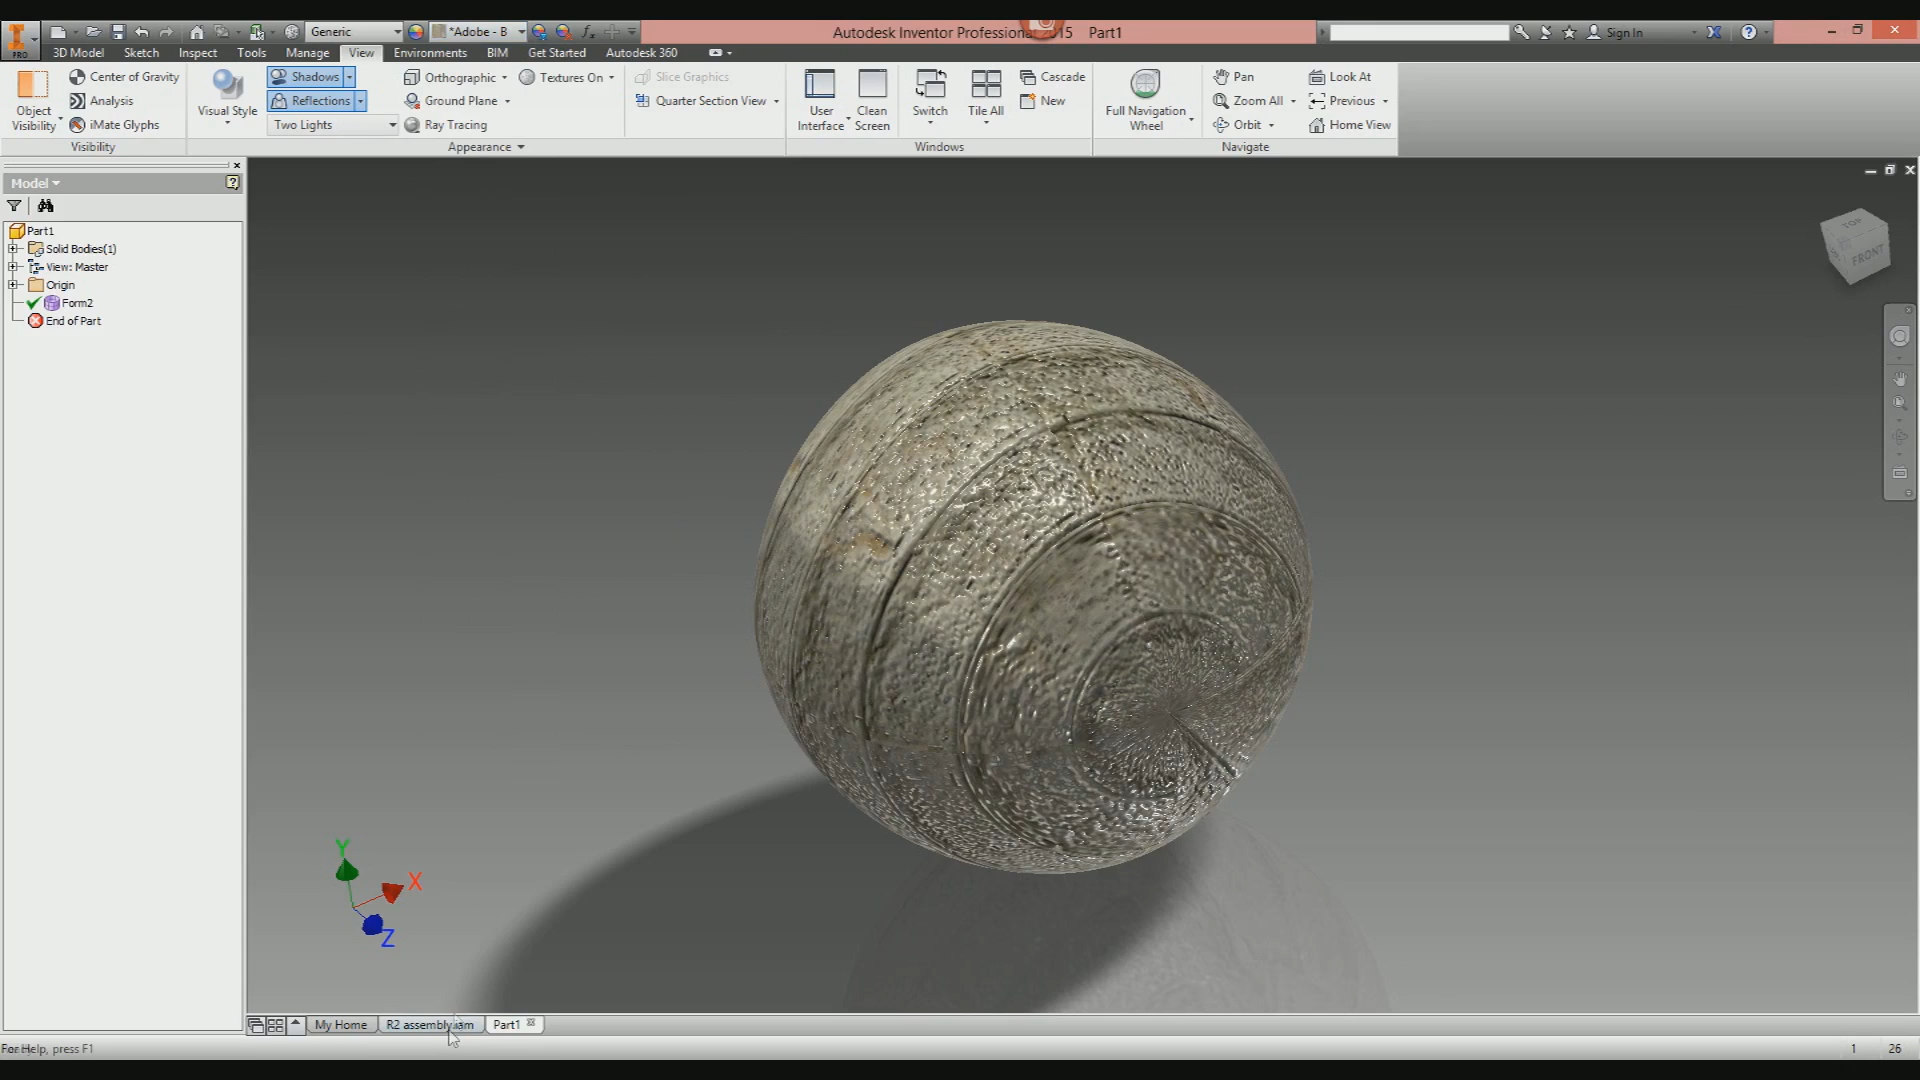 Generic
*Adobe - B
Autodesk Inventor Professional 2015 Part1
Sign In
PRO
3D Model Sketch Inspect Tools Manage View Environments BIM Get Started Autodesk 360
Object Visibility
Center of Gravity
Analysis
iMate Glyphs
Visibility
Visual Style
Shadows
Reflections
Two Lights
Orthographic
Ground Plane
Ray Tracing
Textures On
Appearance
Slice Graphics
Quarter Section View
User Interface
Clean Screen
Switch
Tile All
Cascade
New
Windows
Full Navigation Wheel
Pan
Zoom All
Orbit
Look At
Previous
Home View
Navigate
Model
Part1
Solid Bodies(1)
View: Master
Origin
Form2
End of Part
TOP
FRONT
Y
X
Z
My Home
R2 assembly.iam
Part1
For Help, press F1
1 26